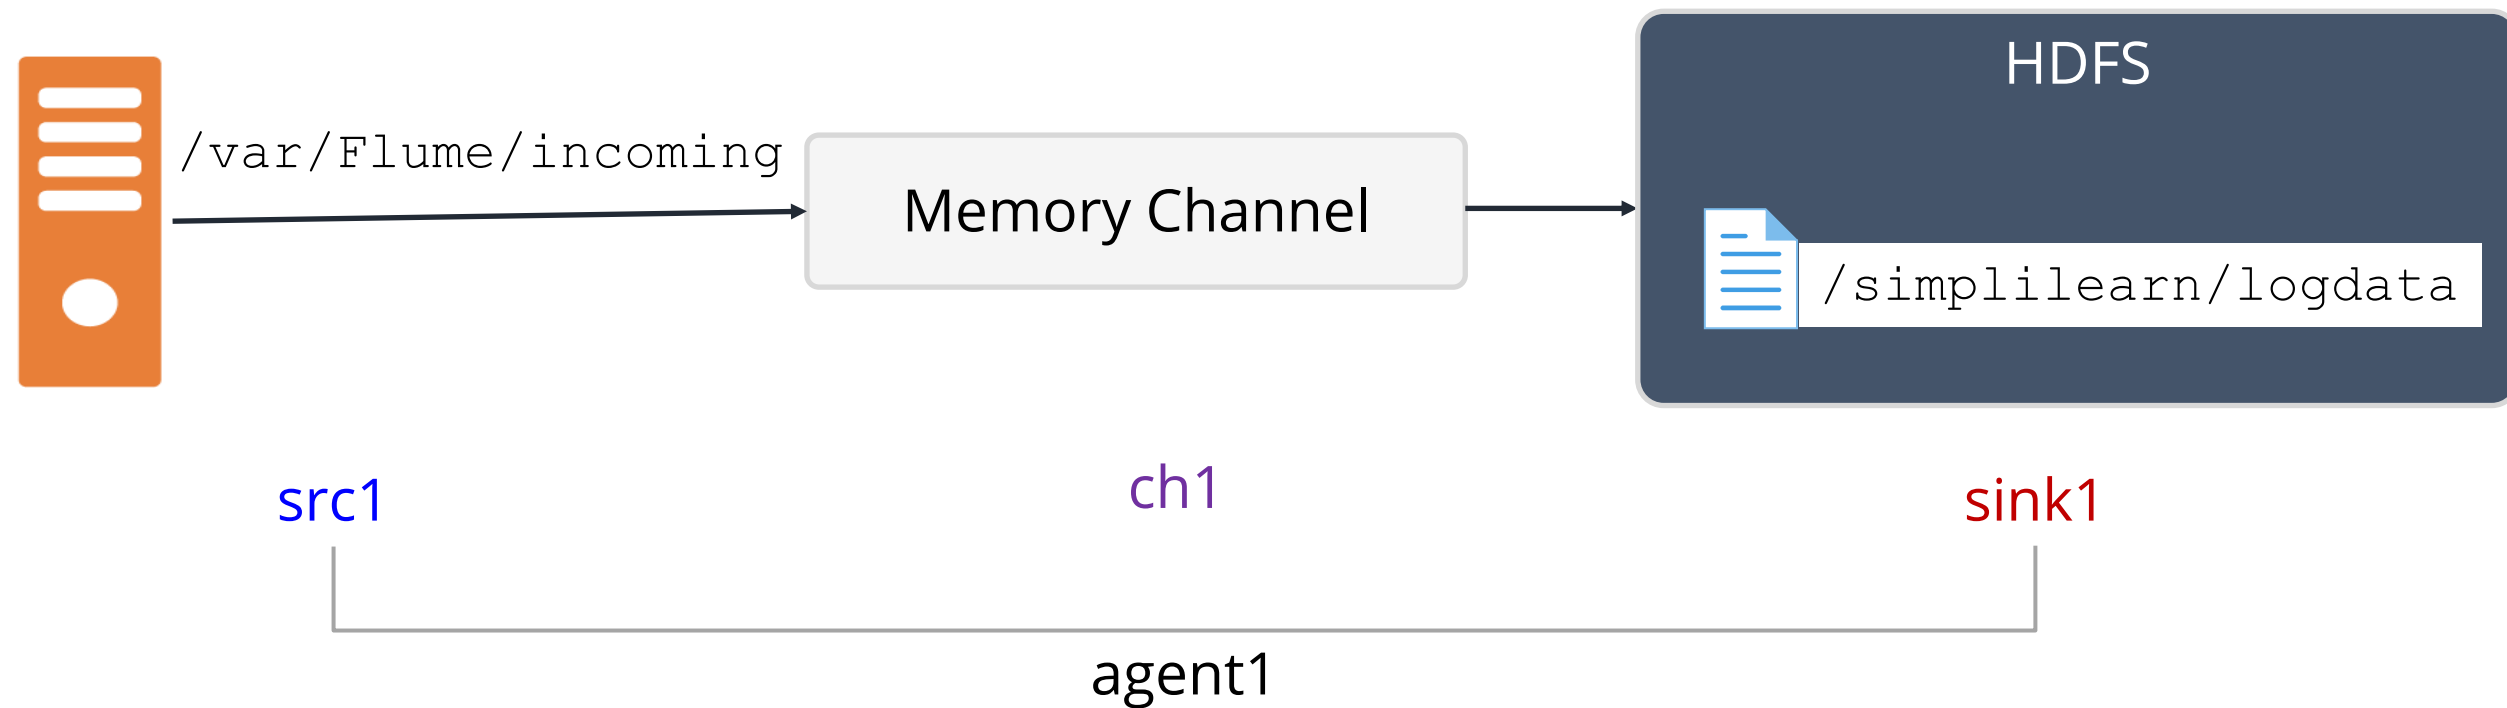 HDFS
/var/Flume/incoming
Memory Channel
/simplilearn/logdata
src1
ch1
sink1
agent1